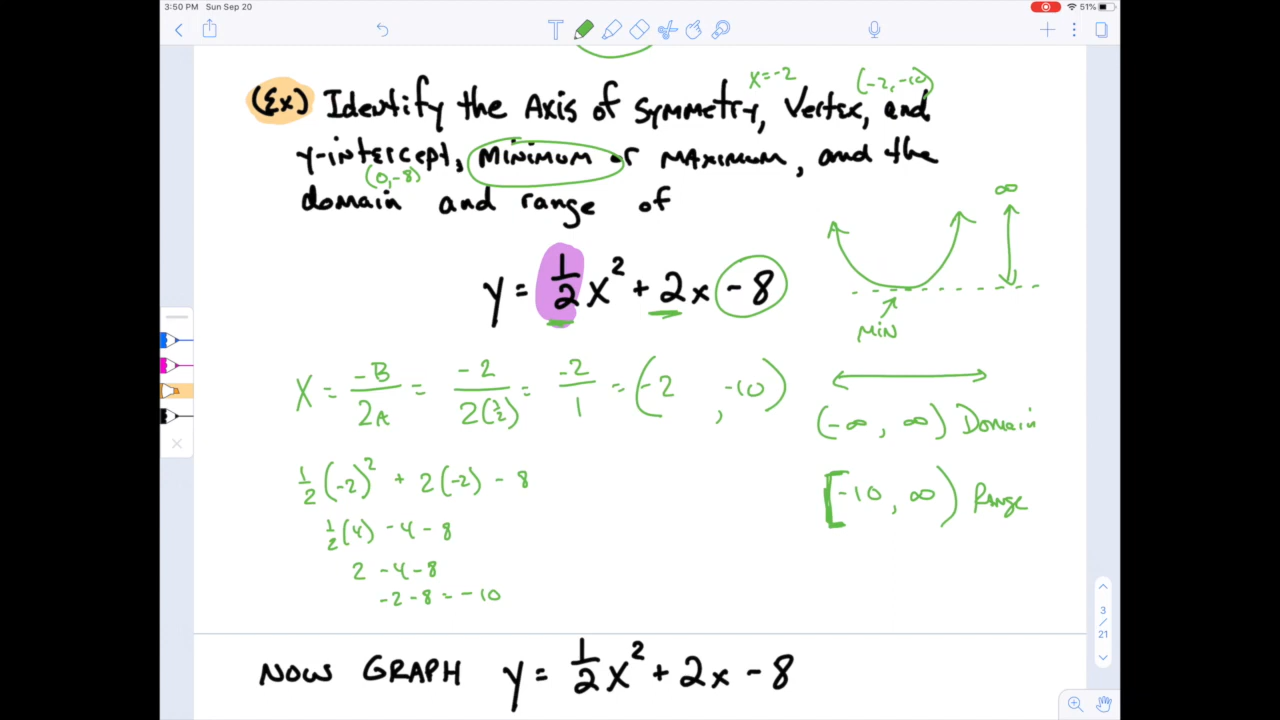 3:50 PM Sun Sep 20
51%
T
x=-2 (-2,-10)
(Ex) Identify the Axis of Symmetry, Vertex, and
y-intercept, Minimum or Maximum, and the
(0,-8)
domain and range of
∞
y = 1/2 x² + 2x - 8
MIN
X = -B/2A = -2/2(1/2) = -2/1 = (-2 , -10)
(-∞, ∞) Domain
1/2(-2)² + 2(-2) - 8
[-10, ∞) Range
1/2(4) - 4 - 8
2 - 4 - 8
-2 - 8 = -10
3
/
21
NOW GRAPH y = 1/2 x² + 2x - 8